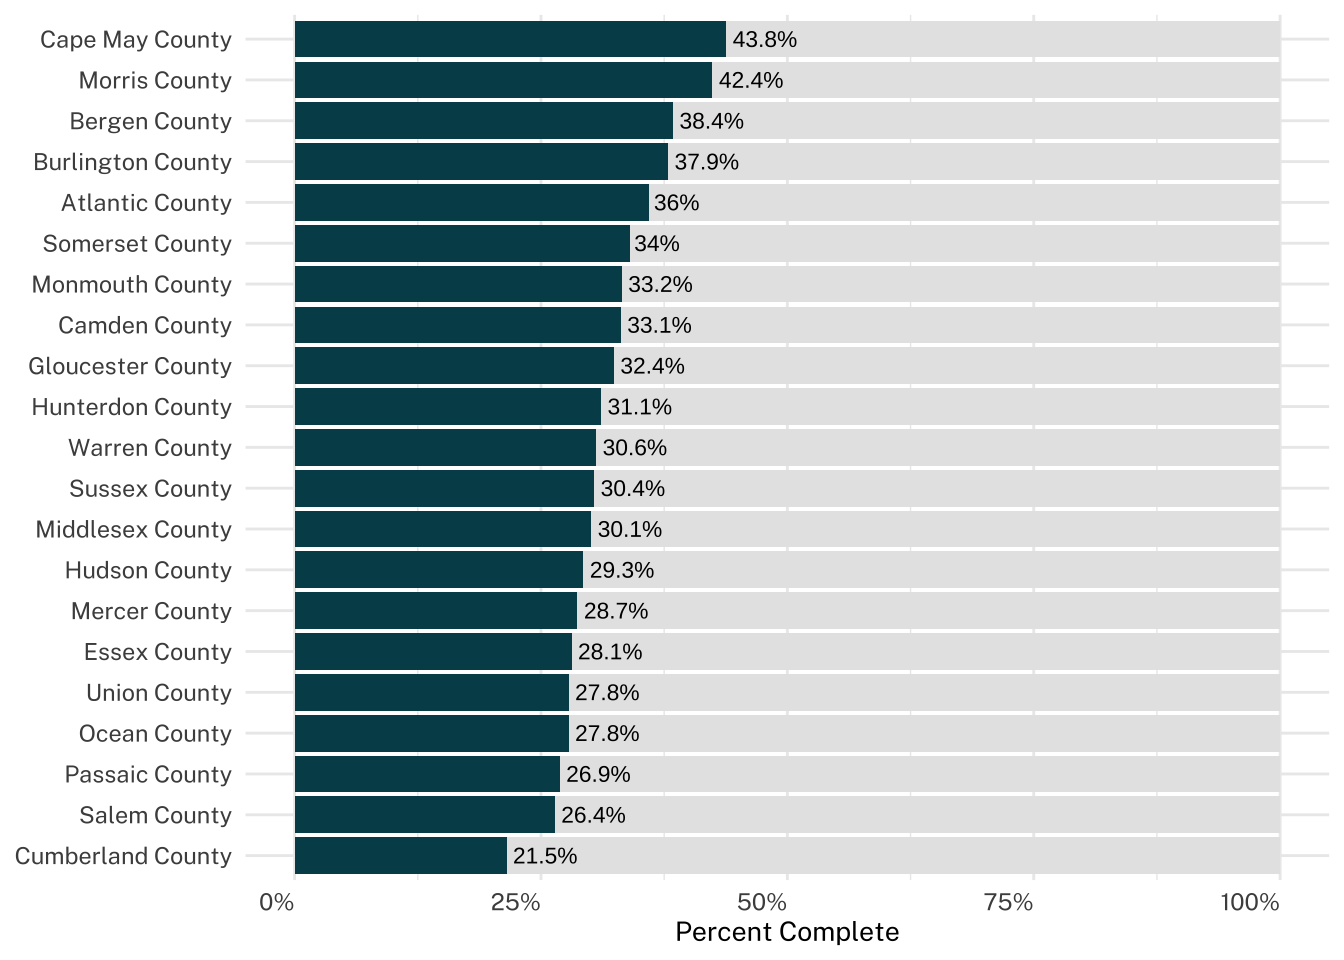 Cape May County 43.8%
Morris County 42.4%
Bergen County 38.4%
Burlington County 37.9%
Atlantic County 36%
Somerset County 34%
Monmouth County 33.2%
Camden County 33.1%
Gloucester County 32.4%
Hunterdon County 31.1%
Warren County 30.6%
Sussex County 30.4%
Middlesex County 30.1%
Hudson County 29.3%
Mercer County 28.7%
Essex County 28.1%
Union County 27.8%
Ocean County 27.8%
Passaic County 26.9%
Salem County 26.4%
Cumberland County 21.5%
0% 25% 50% 75% 100%
Percent Complete